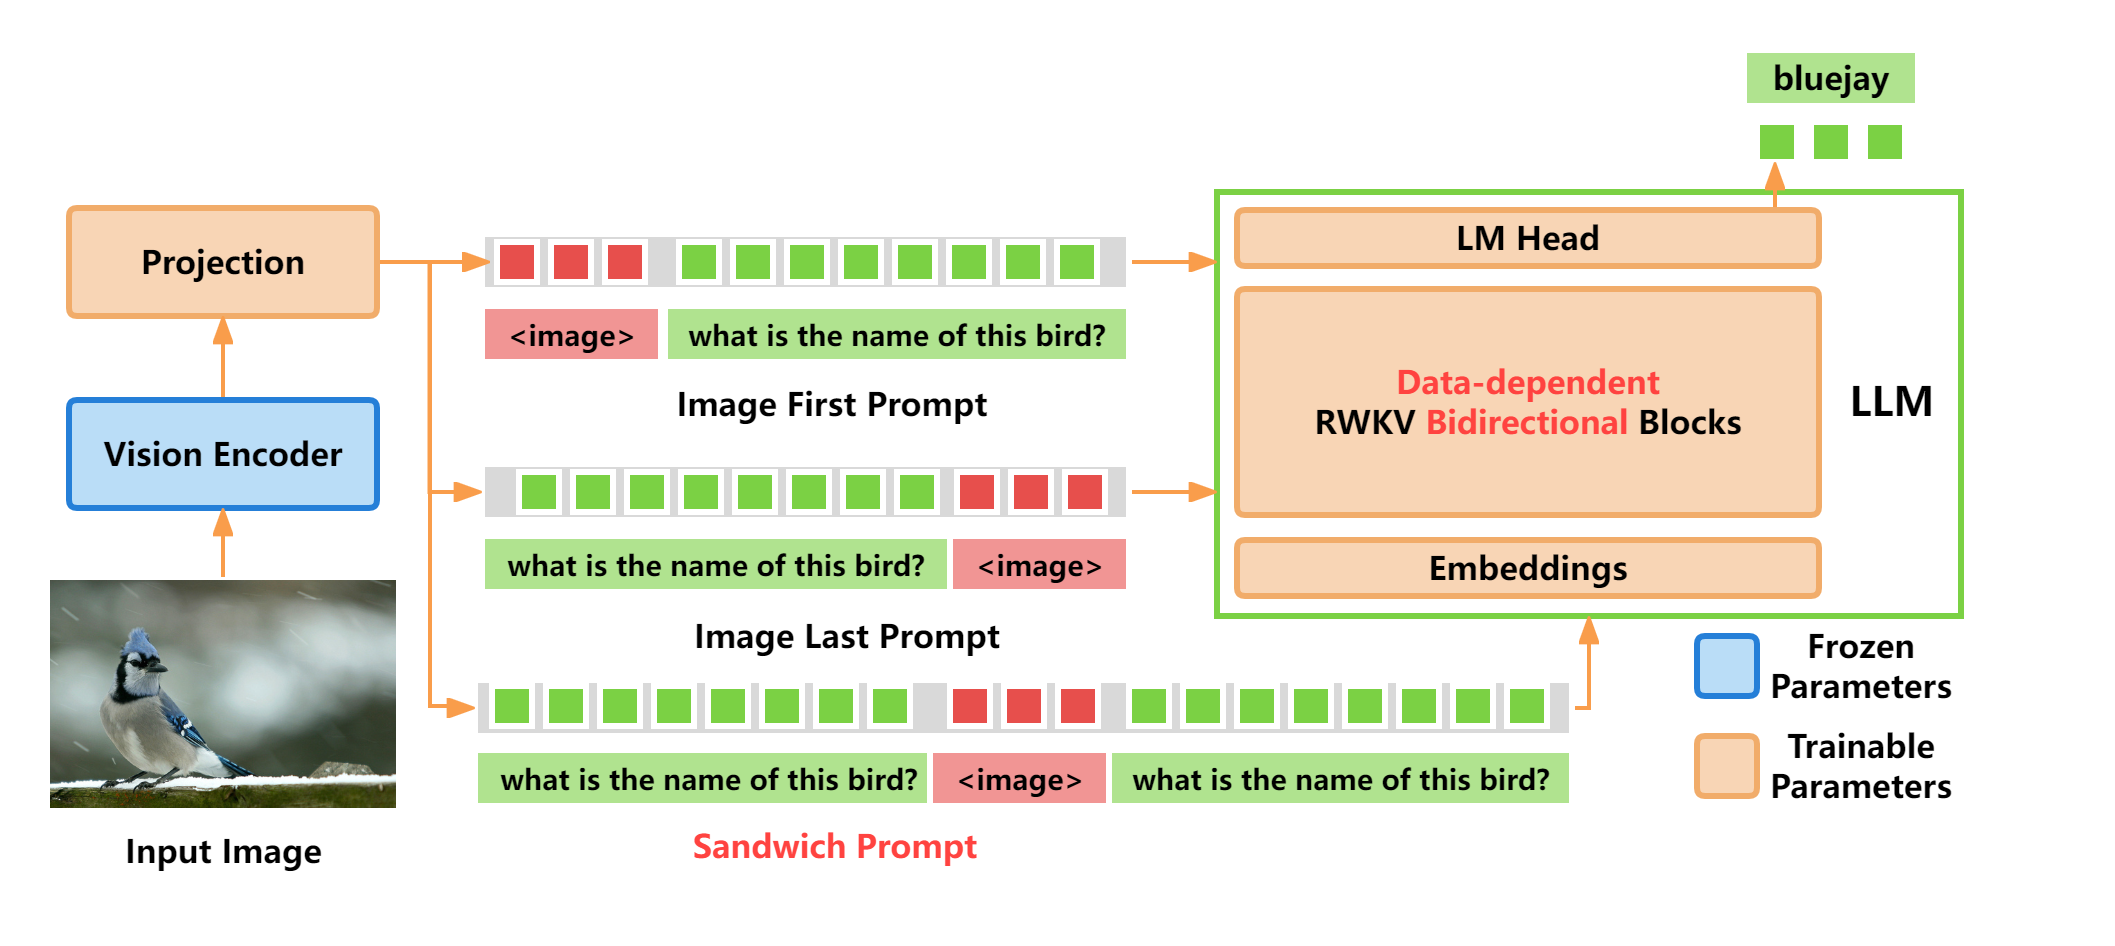 bluejay
Projection
Vision Encoder
Input Image
<image>
what is the name of this bird?
Image First Prompt
what is the name of this bird?
<image>
Image Last Prompt
what is the name of this bird?
<image>
what is the name of this bird?
Sandwich Prompt
LM Head
Data-dependent
RWKV Bidirectional Blocks
Embeddings
LLM
Frozen
Parameters
Trainable
Parameters